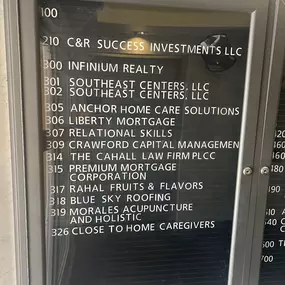 100
210 C&R SUCCESS INVESTMENTS LLC
300 INFINIUM REALTY
301 SOUTHEAST CENTERS, LLC
302 SOUTHEAST CENTERS, LLC
305 ANCHOR HOME CARE SOLUTIONS
306 LIBERTY MORTGAGE
307 RELATIONAL SKILLS
309 CRAWFORD CAPITAL MANAGEMEN
314 THE CAHALL LAW FIRM PLCC
315 PREMIUM MORTGAGE
CORPORATION
317 RAHAL FRUITS & FLAVORS
318 BLUE SKY ROOFING
319 MORALES ACUPUNCTURE
AND HOLISTIC
326 CLOSE TO HOME CAREGIVERS
700